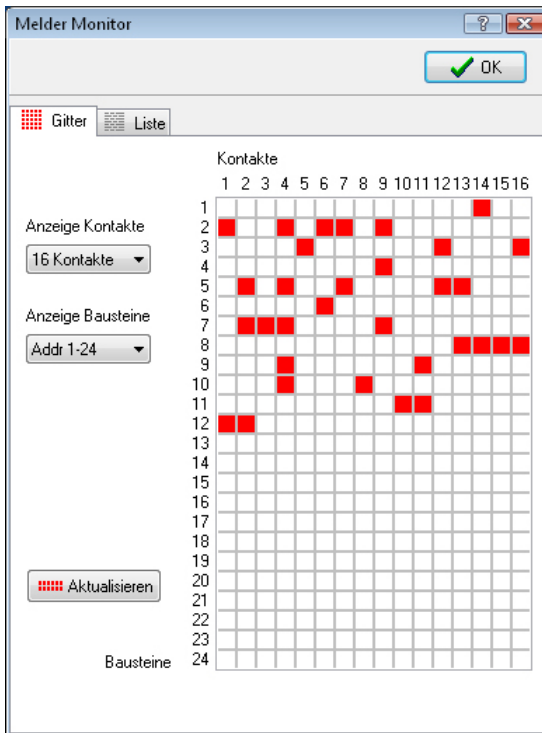 Melder Monitor
?
OK
Gitter
Liste
Kontakte
1 2 3 4 5 6 7 8 9 10 11 12 13 14 15 16
1
Anzeige Kontakte
2
3
16 Kontakte
4
5
Anzeige Bausteine
6
7
Addr 1-24
8
9
10
11
12
13
14
15
16
17
18
19
Aktualisieren
20
21
22
23
Bausteine
24